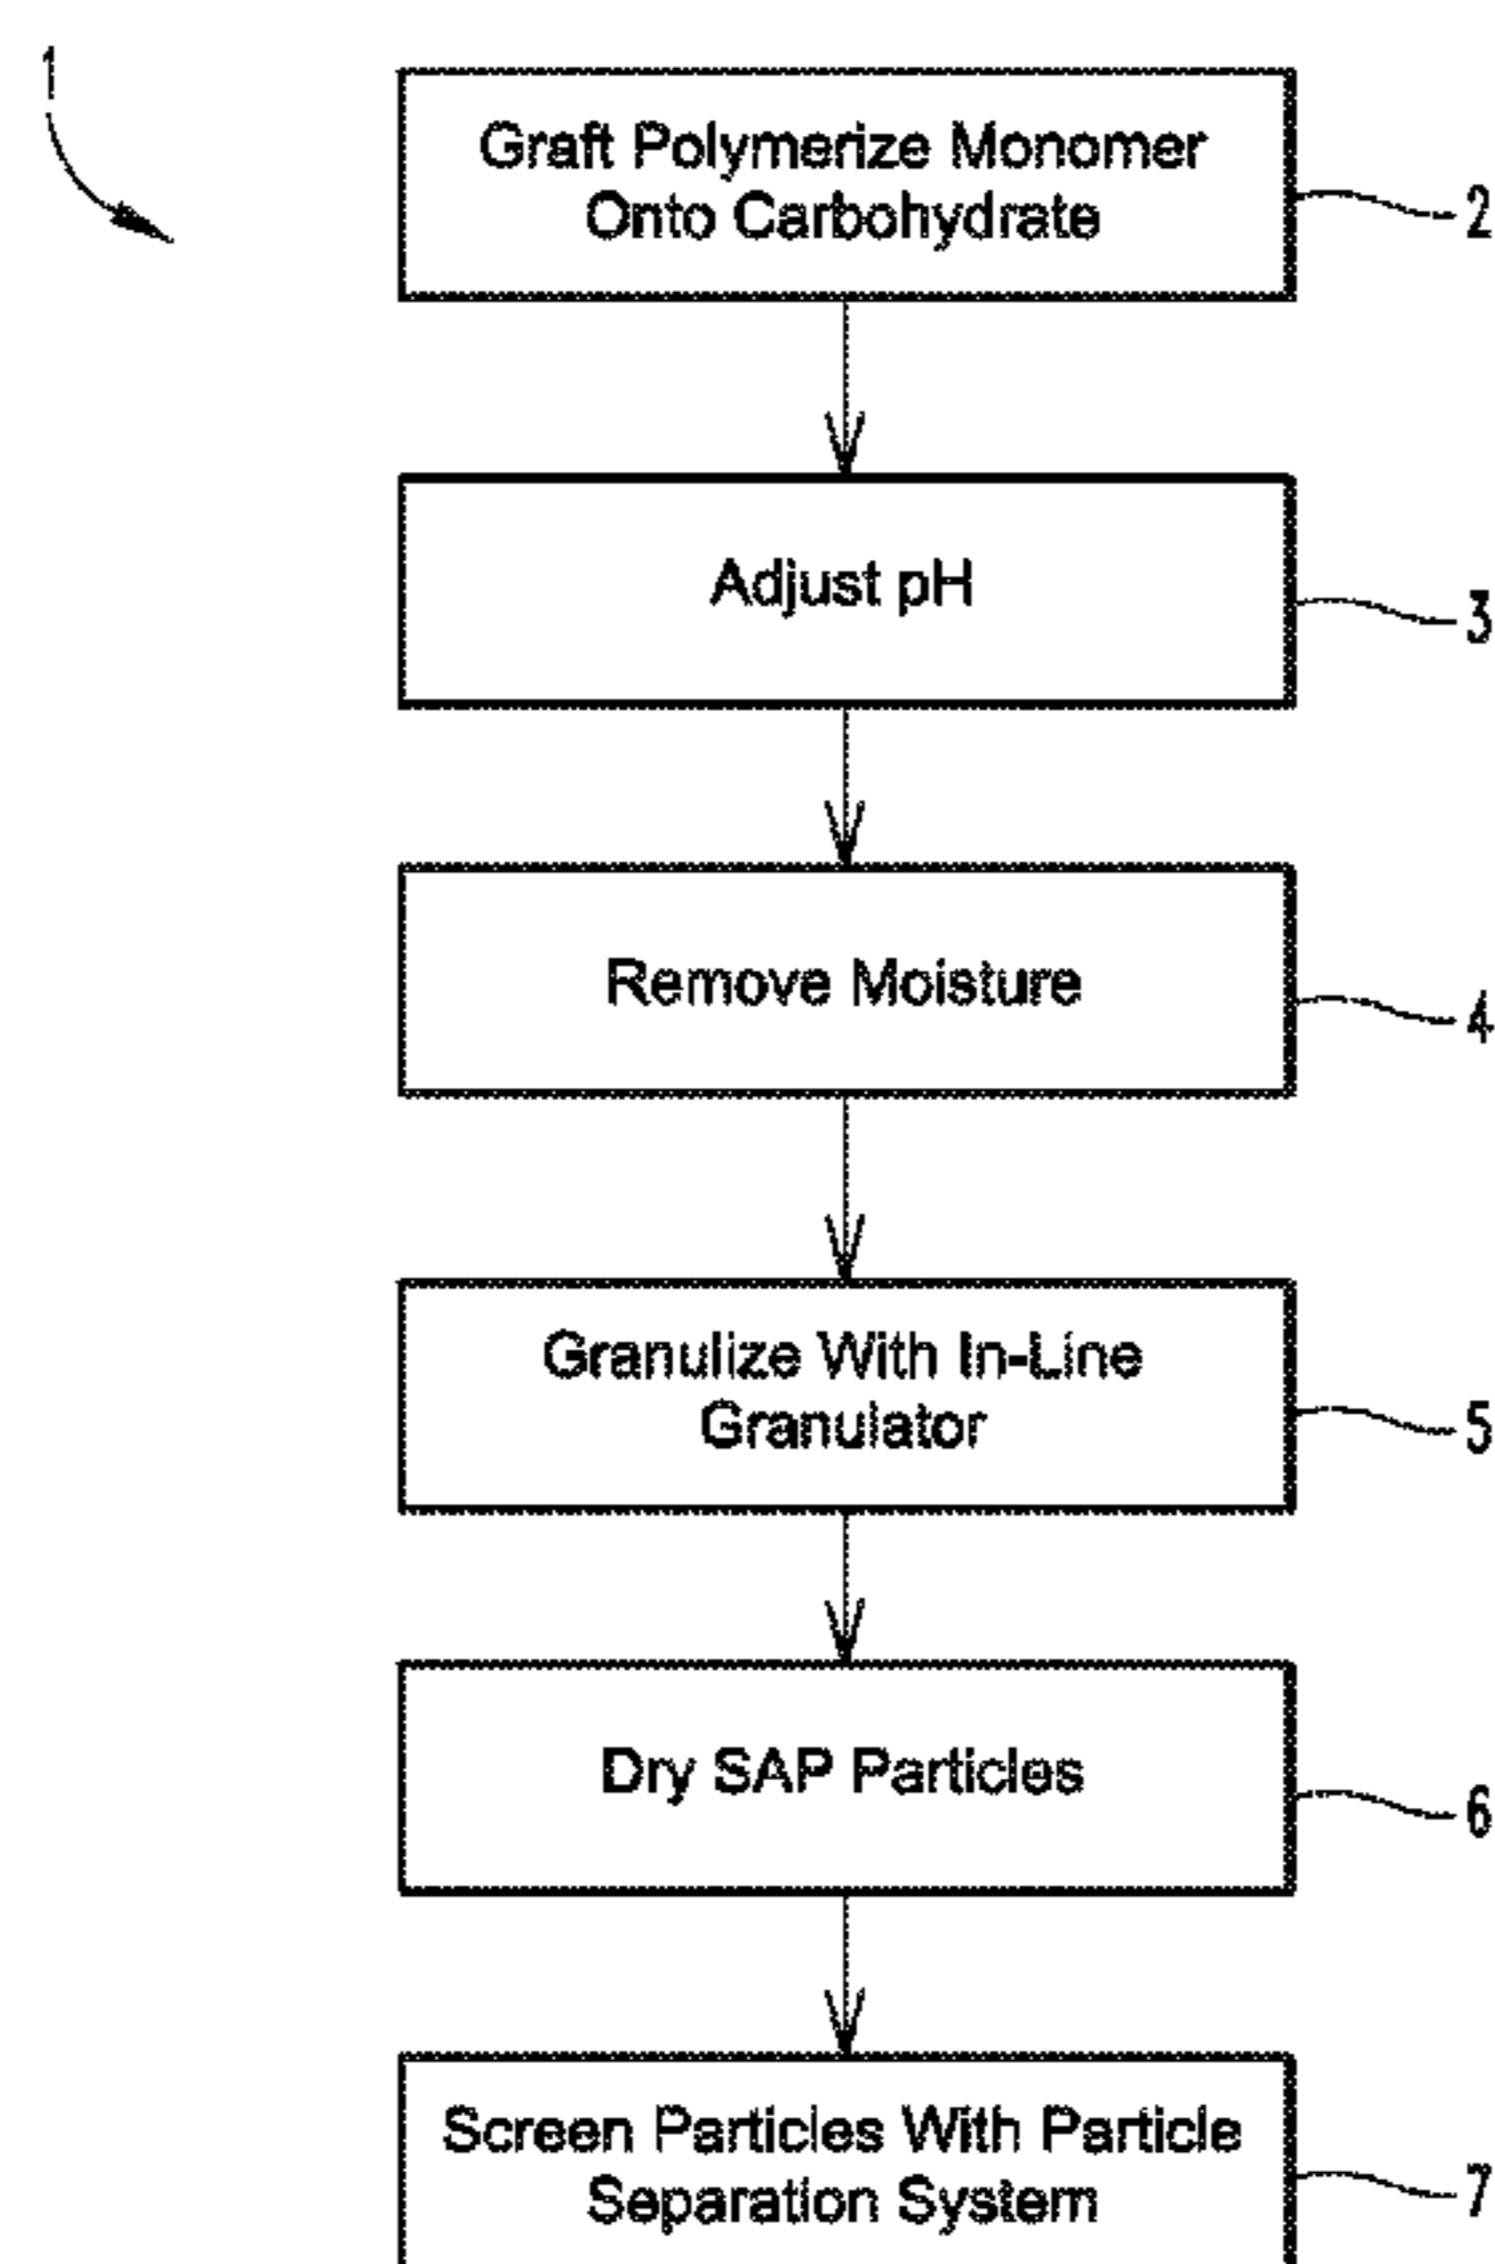 1
Graft Polymerize Monomer
Onto Carbohydrate
2
Adjust pH
3
Remove Moisture
4
Granulize With In-Line
Granulator
5
Dry SAP Particles
6
Screen Particles With Particle
Separation System
7